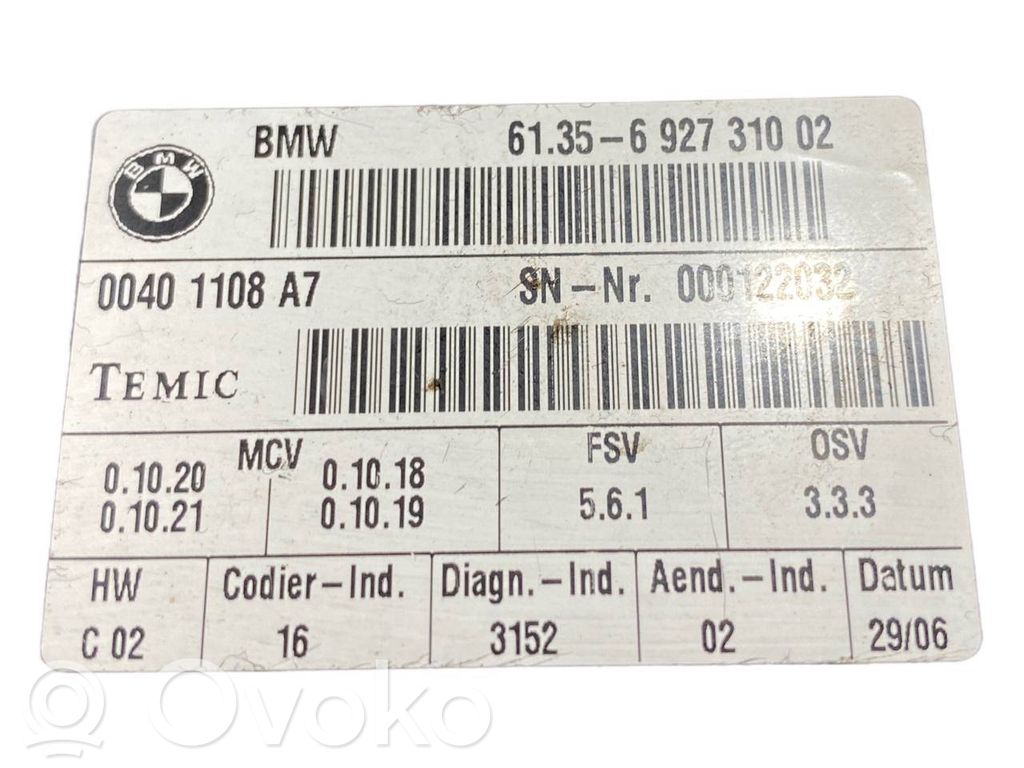 BMW 61.35-6 927 310 02
BMW
0040 1108 A7 SN-Nr. 000122032
TEMIC
MCV FSV OSV
0.10.20 0.10.18 5.6.1 3.3.3
0.10.21 0.10.19
HW Codier-Ind. Diagn.-Ind. Aend.-Ind. Datum
C 02 16 3152 02 29/06
Ovoko